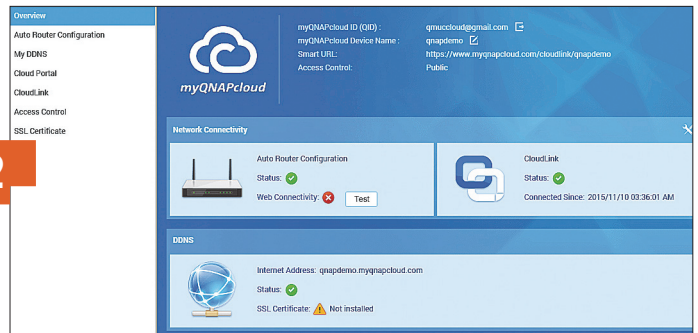 Overview
Auto Router Configuration
My DDNS
Cloud Portal
CloudLink
Access Control
SSL Certificate
myQNAPcloud
myQNAPcloud ID (QID) : qmuccloud@gmail.com
myQNAPcloud Device Name : qnapdemo
Smart URL: https://www.myqnapcloud.com/cloudlink/qnapdemo
Access Control: Public
Network Connectivity
Auto Router Configuration
Status:
Web Connectivity: Test
CloudLink
Status:
Connected Since: 2015/11/10 03:36:01 AM
DDNS
Internet Address: qnapdemo.myqnapcloud.com
Status:
SSL Certificate: Not installed